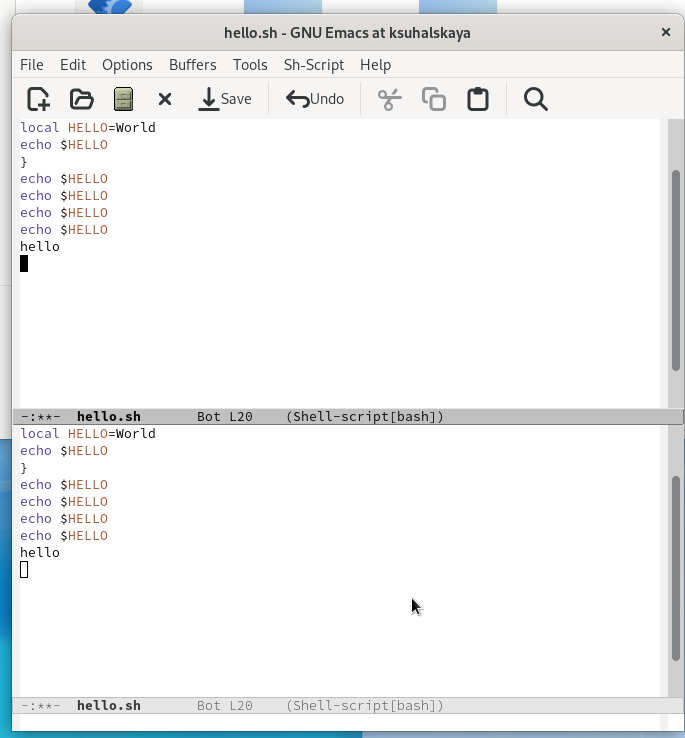 hello.sh - GNU Emacs at ksuhalskaya
File Edit Options Buffers Tools Sh-Script Help
Save Undo
local HELLO=World
echo $HELLO
}
echo $HELLO
echo $HELLO
echo $HELLO
echo $HELLO
hello
-:**- hello.sh Bot L20 (Shell-script[bash])
local HELLO=World
echo $HELLO
}
echo $HELLO
echo $HELLO
echo $HELLO
echo $HELLO
hello
-:**- hello.sh Bot L20 (Shell-script[bash])